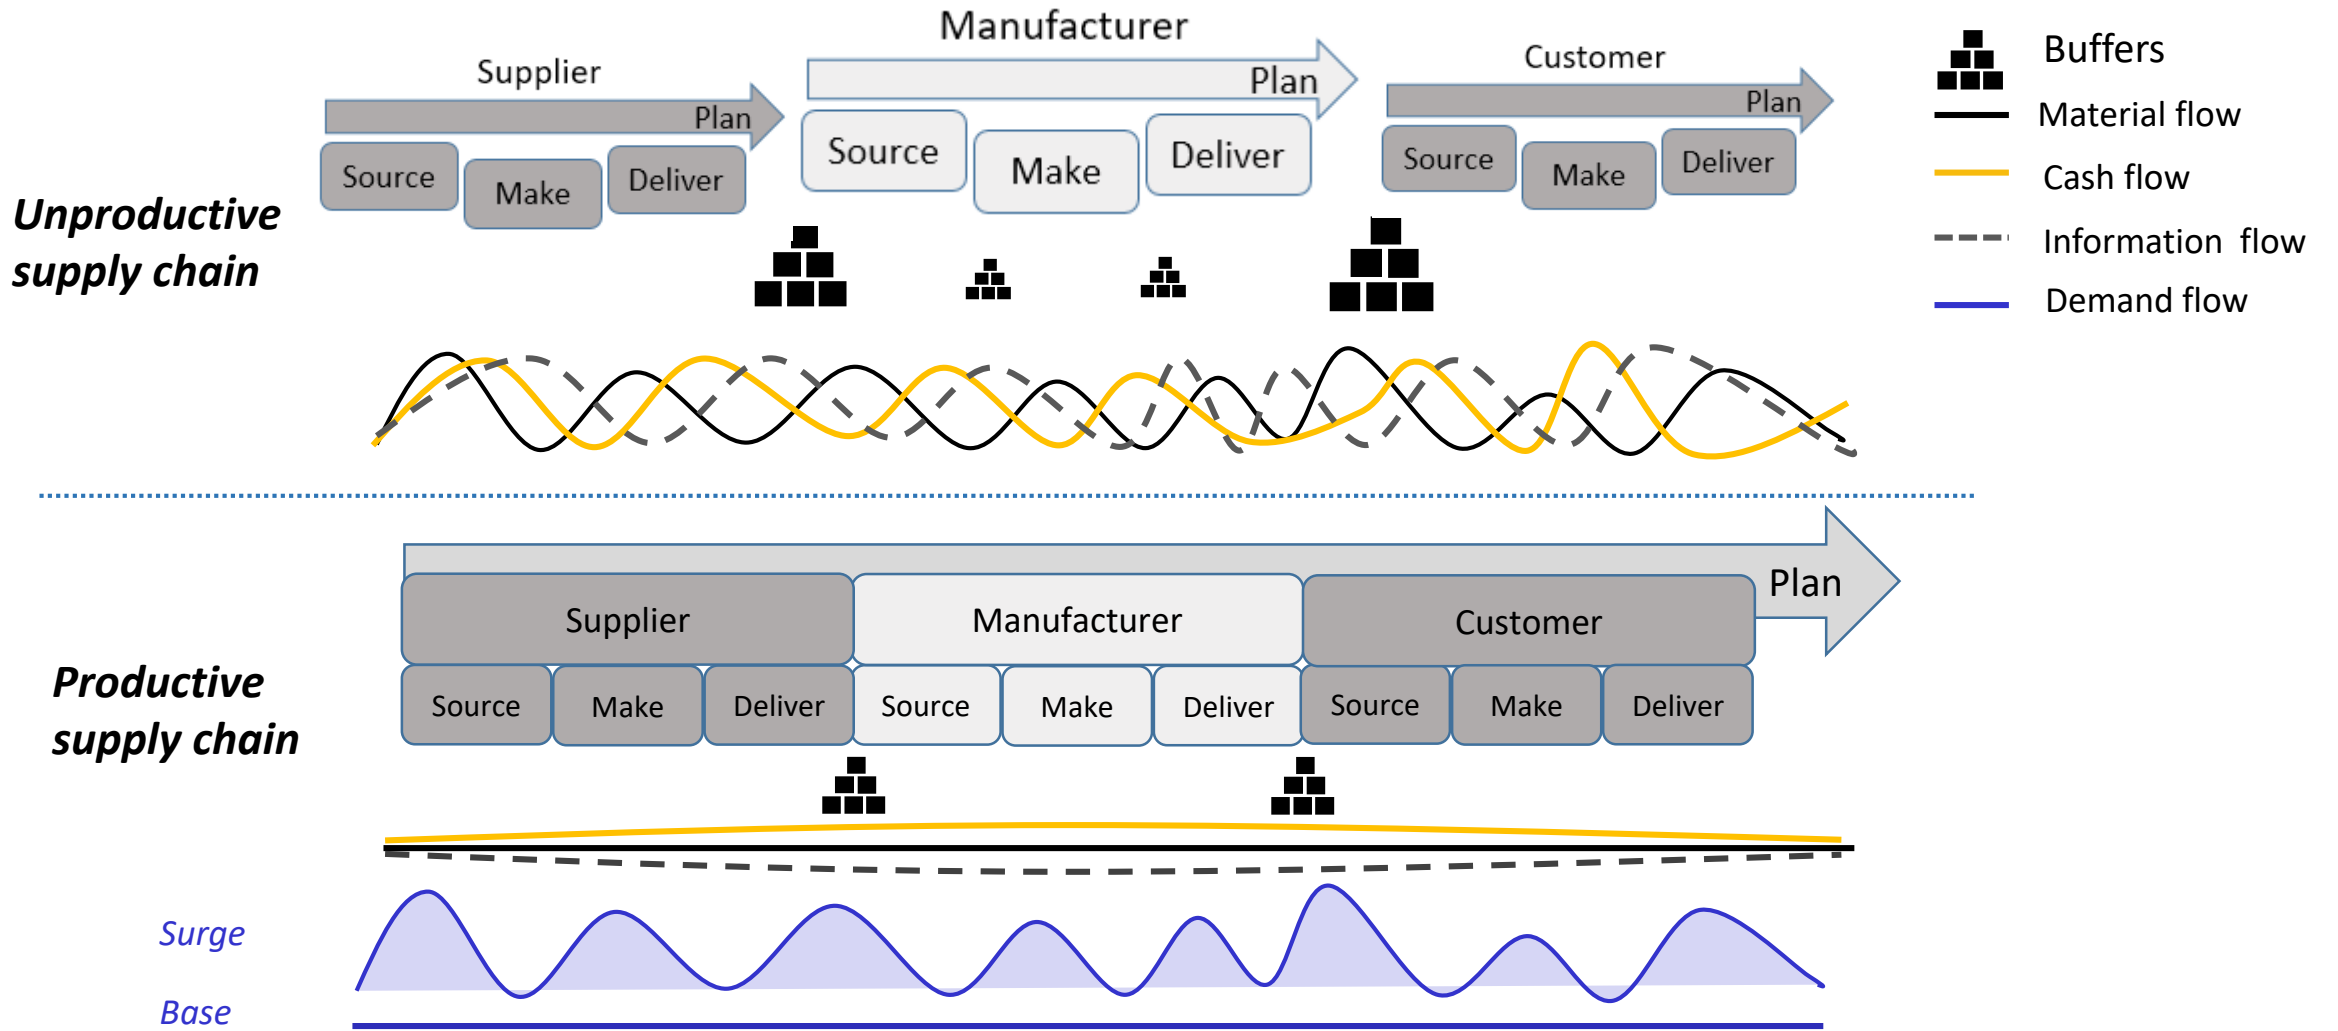 Manufacturer
Supplier
Customer
Plan
Plan
Plan
Source
Make
Deliver
Source
Make
Deliver
Source
Make
Deliver
Buffers
Material flow
Cash flow
Information flow
Demand flow
Unproductive
supply chain
Plan
Supplier
Manufacturer
Customer
Source
Make
Deliver
Source
Make
Deliver
Source
Make
Deliver
Productive
supply chain
Surge
Base